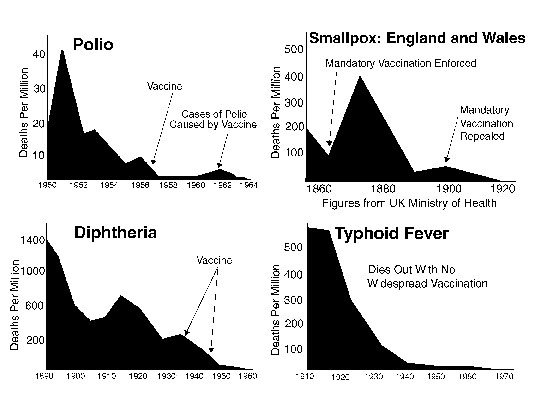 Polio
Deaths Per Million
40
30
20
10
Vaccine
Cases of Polio
Caused by Vaccine
1950 1952 1954 1956 1958 1960 1962 1964
Smallpox: England and Wales
Deaths Per Million
500
400
300
200
100
Mandatory Vaccination Enforced
Mandatory
Vaccination
Repealed
1860 1880 1900 1920
Figures from UK Ministry of Health
Diphtheria
Deaths Per Million
1400
1000
600
200
Vaccine
1900 1910 1920 1930 1940 1950 1960
Typhoid Fever
Deaths Per Million
500
400
300
200
100
Dies Out With No
Widespread Vaccination
1910 1920 1930 1940 1950 1960 1970